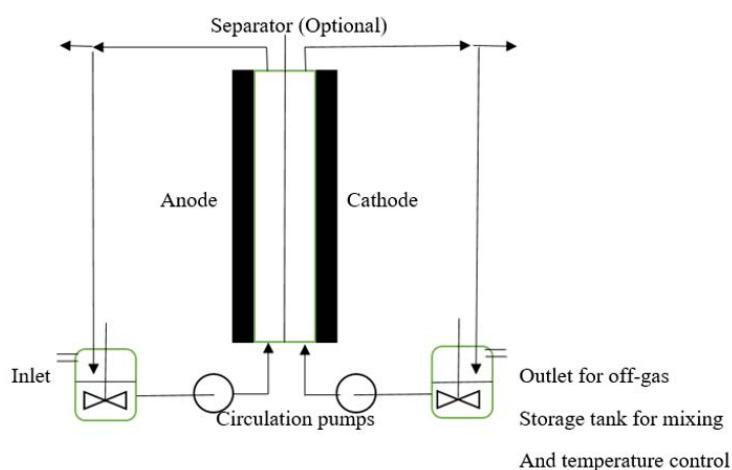 Separator (Optional)
Anode
Cathode
Inlet
Circulation pumps
Outlet for off-gas
Storage tank for mixing
And temperature control